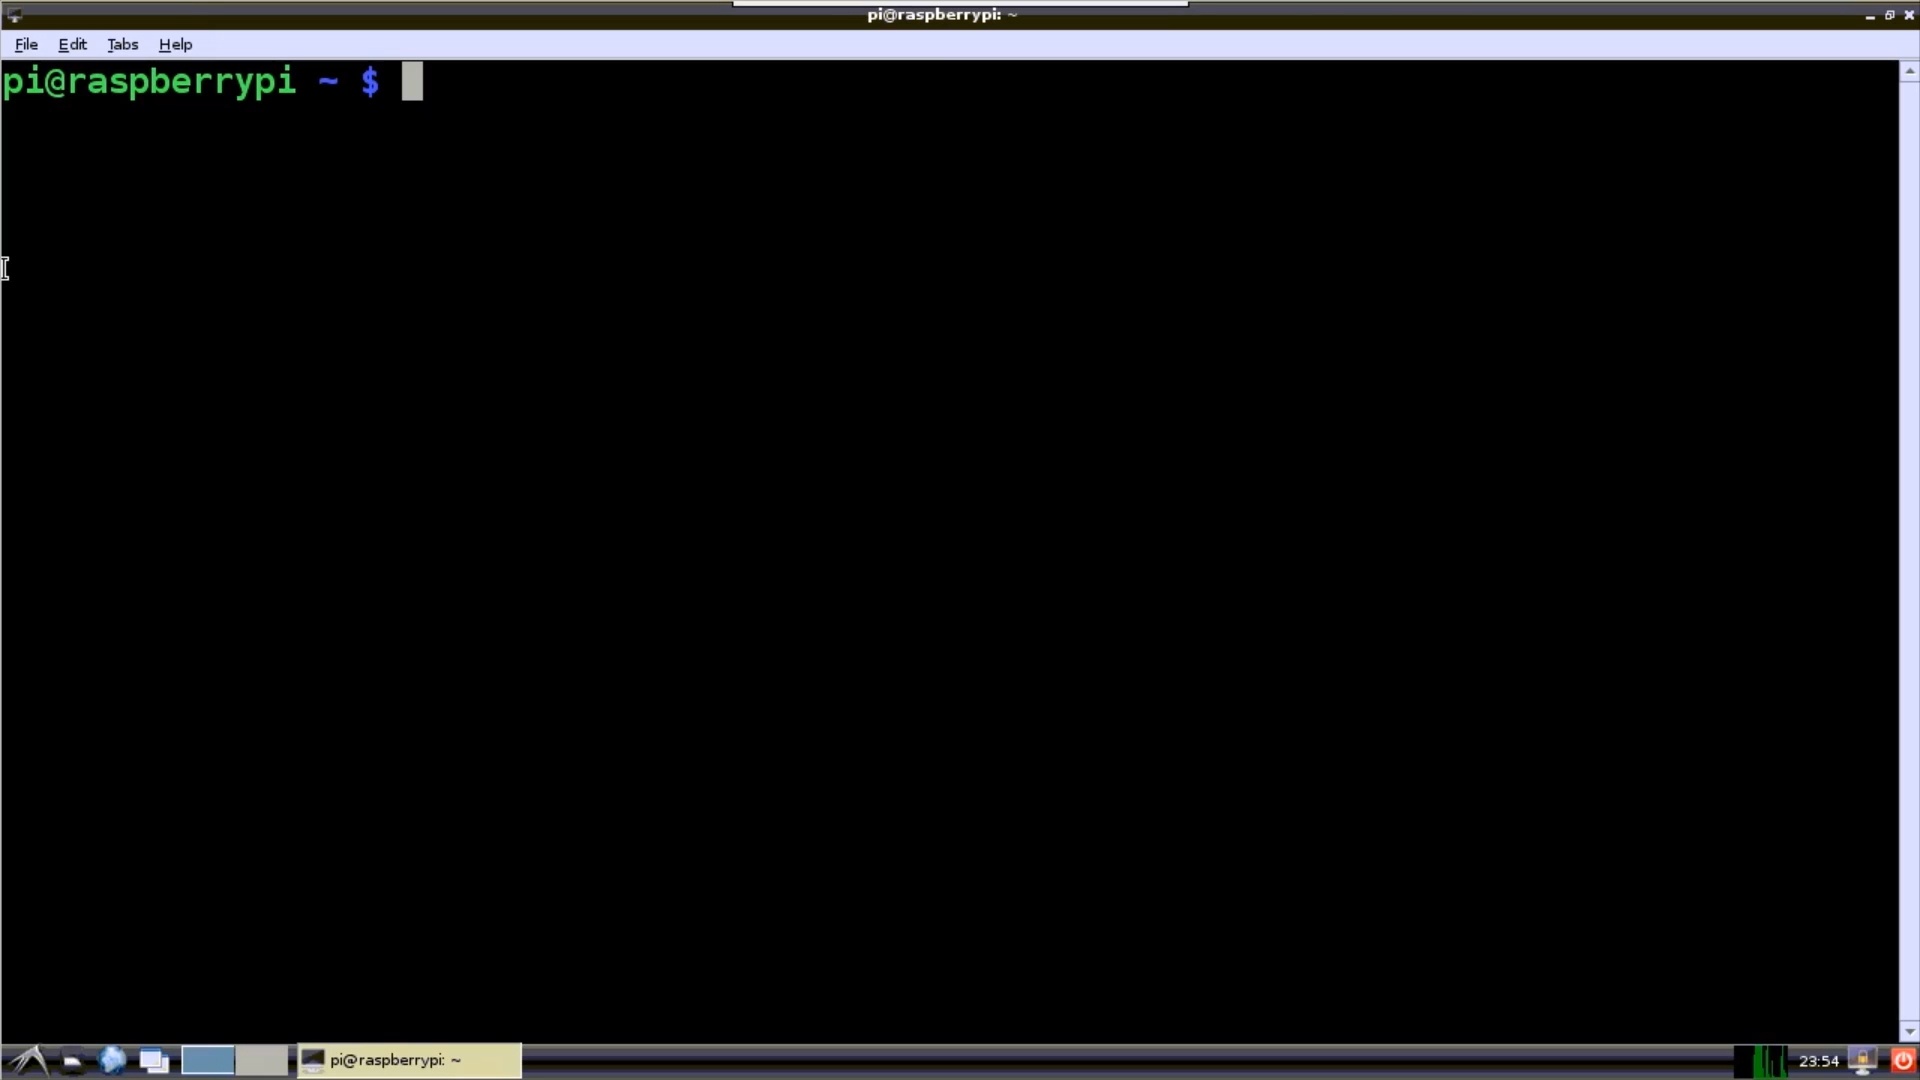 pi@raspberrypi: ~
File Edit Tabs Help
pi@raspberrypi ~ $
pi@raspberrypi: ~
23:54